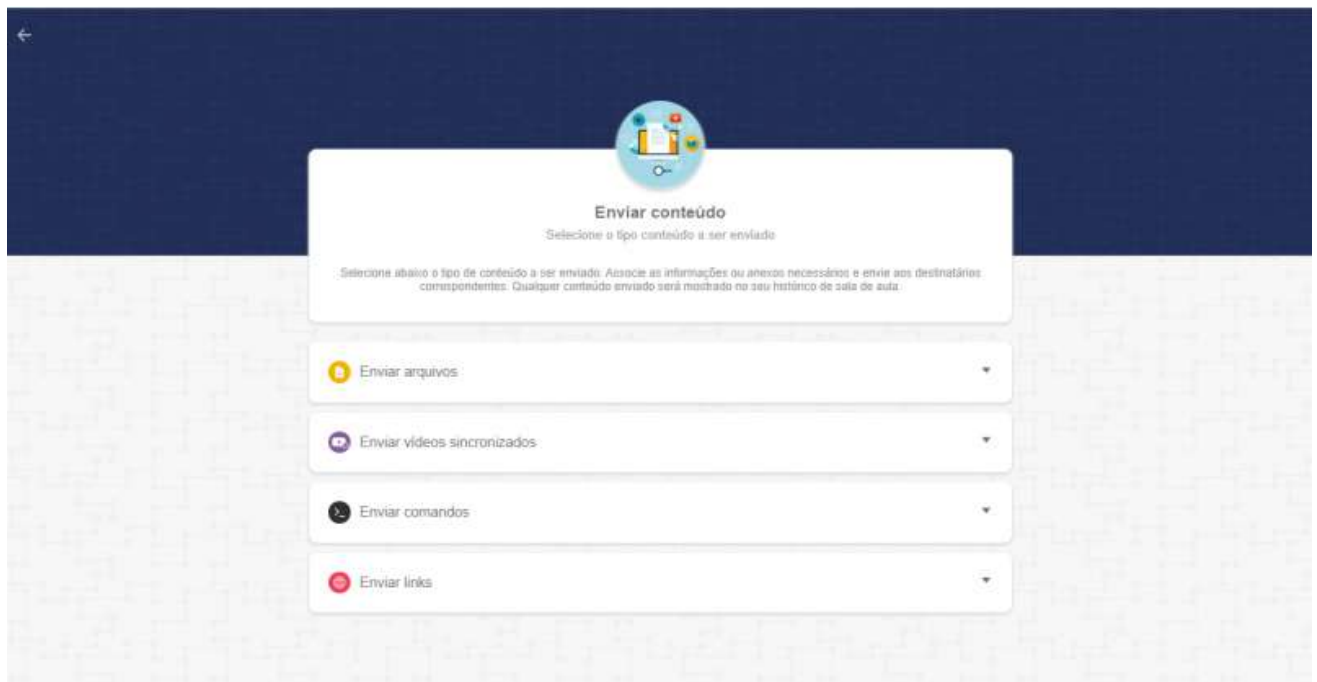 Enviar conteúdo
Selecione o tipo conteúdo a ser enviado
Selecione abaixo o tipo de conteúdo a ser enviado. Associe as informações ou anexos necessários e envie aos destinatários
correspondentes. Qualquer conteúdo enviado será mostrado no seu histórico de sala de aula
Enviar arquivos
Enviar vídeos sincronizados
Enviar comandos
Enviar links